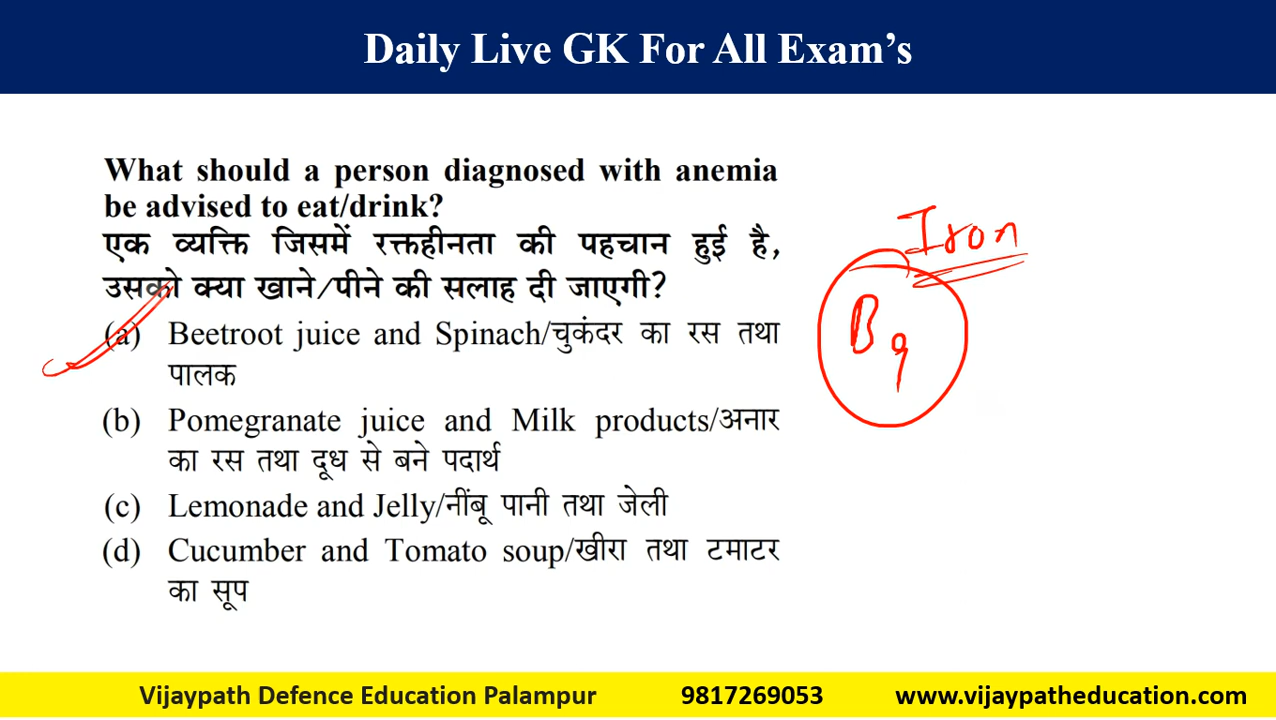 Daily Live GK For All Exam's
What should a person diagnosed with anemia
be advised to eat/drink?
एक व्यक्ति जिसमें रक्तहीनता की पहचान हुई है,
उसको क्या खाने/पीने की सलाह दी जाएगी?
(a) Beetroot juice and Spinach/चुकंदर का रस तथा
पालक
(b) Pomegranate juice and Milk products/अनार
का रस तथा दूध से बने पदार्थ
(c) Lemonade and Jelly/नींबू पानी तथा जेली
(d) Cucumber and Tomato soup/खीरा तथा टमाटर
का सूप
Iron
B9
Vijaypath Defence Education Palampur 9817269053 www.vijaypatheducation.com